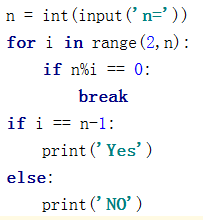 n = int(input('n='))
for i in range(2,n):
    if n%i == 0:
        break
if i == n-1:
    print('Yes')
else:
    print('NO')